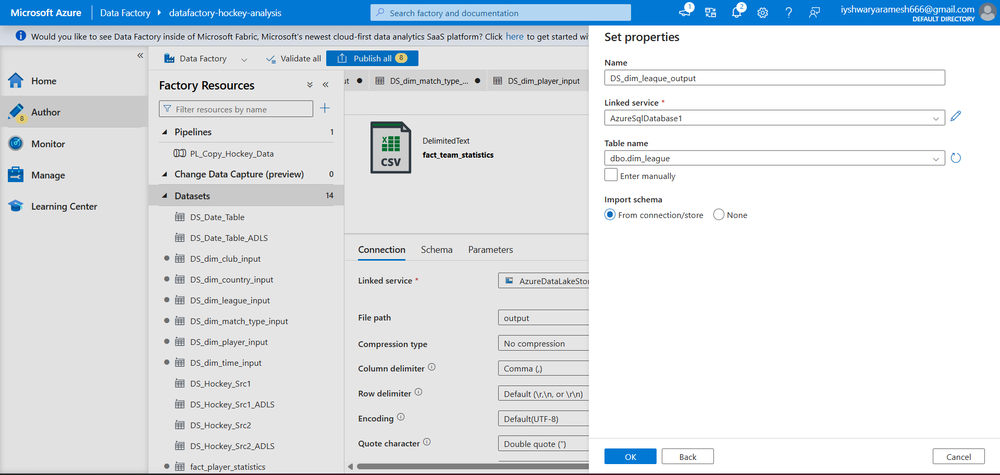 Microsoft Azure
Data Factory
datafactory-hockey-analysis
Search factory and documentation
1
2
iyshwaryaramesh666@gmail.com
DEFAULT DIRECTORY
Would you like to see Data Factory inside of Microsoft Fabric, Microsoft's newest cloud-first data analytics SaaS platform? Click here to get started wi
Home
Author
8
Monitor
Manage
Learning Center
Data Factory
Validate all
Publish all 8
Factory Resources
Filter resources by name
Pipelines 1
PL_Copy_Hockey_Data
Change Data Capture (preview) 0
Datasets 14
DS_Date_Table
DS_Date_Table_ADLS
DS_dim_club_input
DS_dim_country_input
DS_dim_league_input
DS_dim_match_type_input
DS_dim_player_input
DS_dim_time_input
DS_Hockey_Src1
DS_Hockey_Src1_ADLS
DS_Hockey_Src2
DS_Hockey_Src2_ADLS
fact_player_statistics
ut
DS_dim_match_type_...
DS_dim_player_input
CSV
DelimitedText
fact_team_statistics
Connection
Schema
Parameters
Linked service *
AzureDataLakeStor
File path
output
Compression type
No compression
Column delimiter
Comma (,)
Row delimiter
Default (\r,\n, or \r\n)
Encoding
Default(UTF-8)
Quote character
Double quote (")
Set properties
Name
DS_dim_league_output
Linked service *
AzureSqlDatabase1
Table name
dbo.dim_league
Enter manually
Import schema
From connection/store
None
OK
Back
Cancel